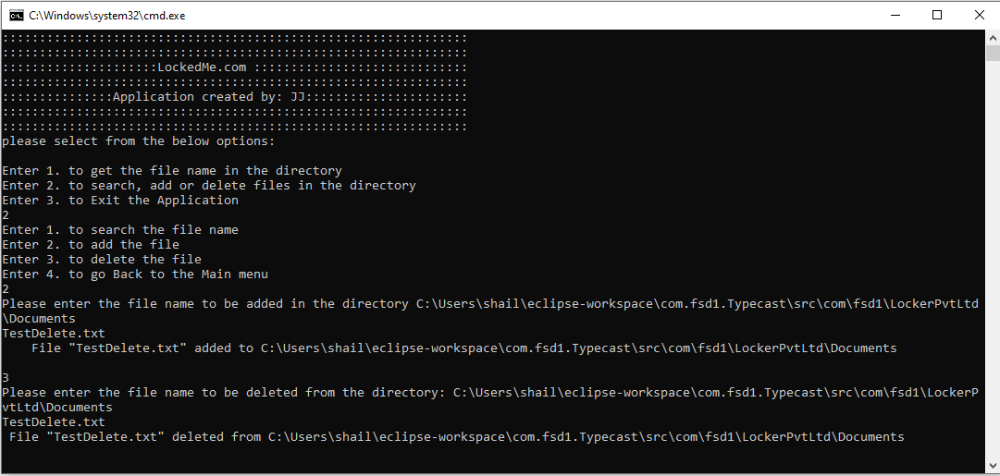 C:\Windows\system32\cmd.exe
:::::::::::::::::::::::::::::::::::::::::::::::::::::::::::::::
:::::::::::::::::::::::::::::::::::::::::::::::::::::::::::::::
:::::::::::::::::::::LockedMe.com :::::::::::::::::::::::::::::
:::::::::::::::::::::::::::::::::::::::::::::::::::::::::::::::
:::::::::::::::Application created by: JJ::::::::::::::::::::::
:::::::::::::::::::::::::::::::::::::::::::::::::::::::::::::::
:::::::::::::::::::::::::::::::::::::::::::::::::::::::::::::::
please select from the below options:
Enter 1. to get the file name in the directory
Enter 2. to search, add or delete files in the directory
Enter 3. to Exit the Application
2
Enter 1. to search the file name
Enter 2. to add the file
Enter 3. to delete the file
Enter 4. to go Back to the Main menu
2
Please enter the file name to be added in the directory C:\Users\shail\eclipse-workspace\com.fsd1.Typecast\src\com\fsd1\LockerPvtLtd
\Documents
TestDelete.txt
    File "TestDelete.txt" added to C:\Users\shail\eclipse-workspace\com.fsd1.Typecast\src\com\fsd1\LockerPvtLtd\Documents
3
Please enter the file name to be deleted from the directory: C:\Users\shail\eclipse-workspace\com.fsd1.Typecast\src\com\fsd1\LockerP
vtLtd\Documents
TestDelete.txt
 File "TestDelete.txt" deleted from C:\Users\shail\eclipse-workspace\com.fsd1.Typecast\src\com\fsd1\LockerPvtLtd\Documents